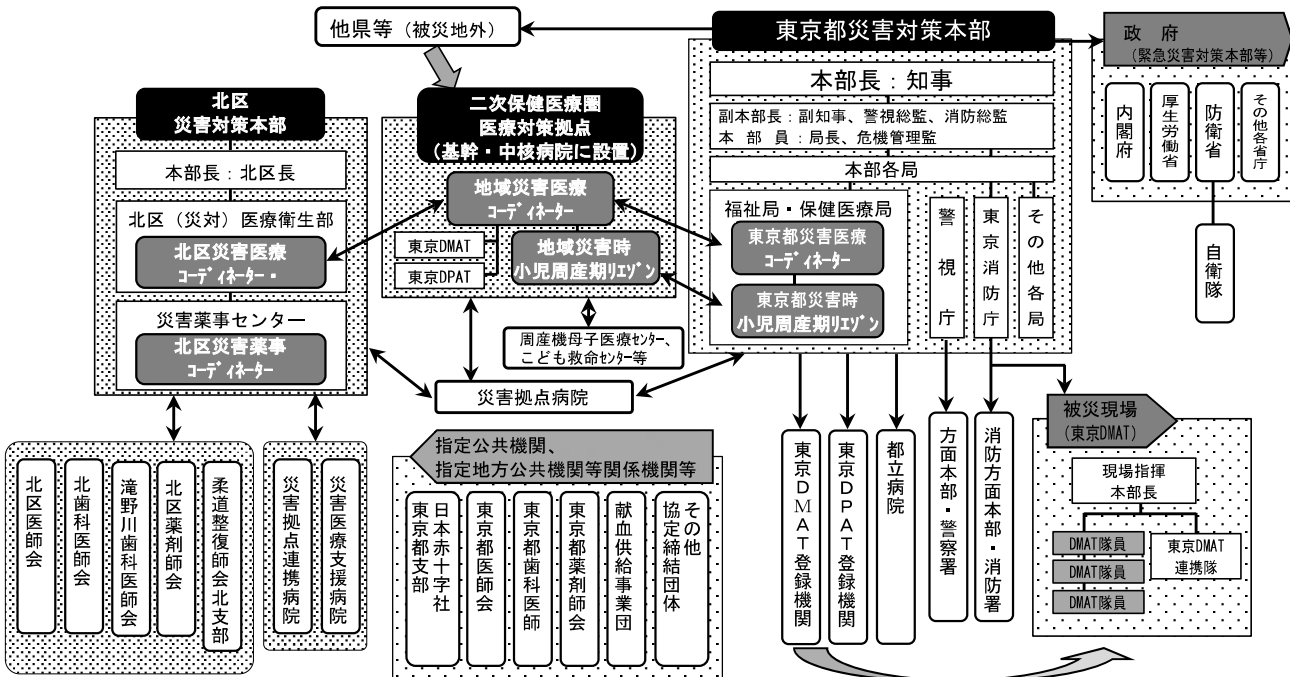 他県等（被災地外）
東京都災害対策本部
政　府
（緊急災害対策本部等）
内閣府
厚生労働省
防衛省
その他各省庁
自衛隊
本部長：知事
副本部長：副知事、警視総監、消防総監
本　部　員：局長、危機管理監
本部各局
福祉局・保健医療局
東京都災害医療
コーディネーター
東京都災害時
小児周産期リエゾン
警視庁
東京消防庁
その他各局
北区
災害対策本部
本部長：北区長
北区（災対）医療衛生部
北区災害医療
コーディネーター・
災害薬事センター
北区災害薬事
コーディネーター
二次保健医療圏
医療対策拠点
（基幹・中核病院に設置）
地域災害医療
コーディネーター
東京DMAT
東京DPAT
地域災害時
小児周産期リエゾン
周産機母子医療センター、
こども救命センター等
災害拠点病院
北区医師会
北歯科医師会
滝野川歯科医師会
北区薬剤師会
柔道整復師会北支部
災害拠点連携病院
災害医療支援病院
指定公共機関、
指定地方公共機関等関係機関等
日本赤十字社
東京都支部
東京都医師会
東京都歯科医師
東京都薬剤師会
献血供給事業団
その他
協定締結団体
東京DMAT登録機関
東京DPAT登録機関
都立病院
方面本部・警察署
消防方面本部・消防署
被災現場
（東京DMAT）
現場指揮
本部長
DMAT隊員
DMAT隊員
DMAT隊員
東京DMAT
連携隊